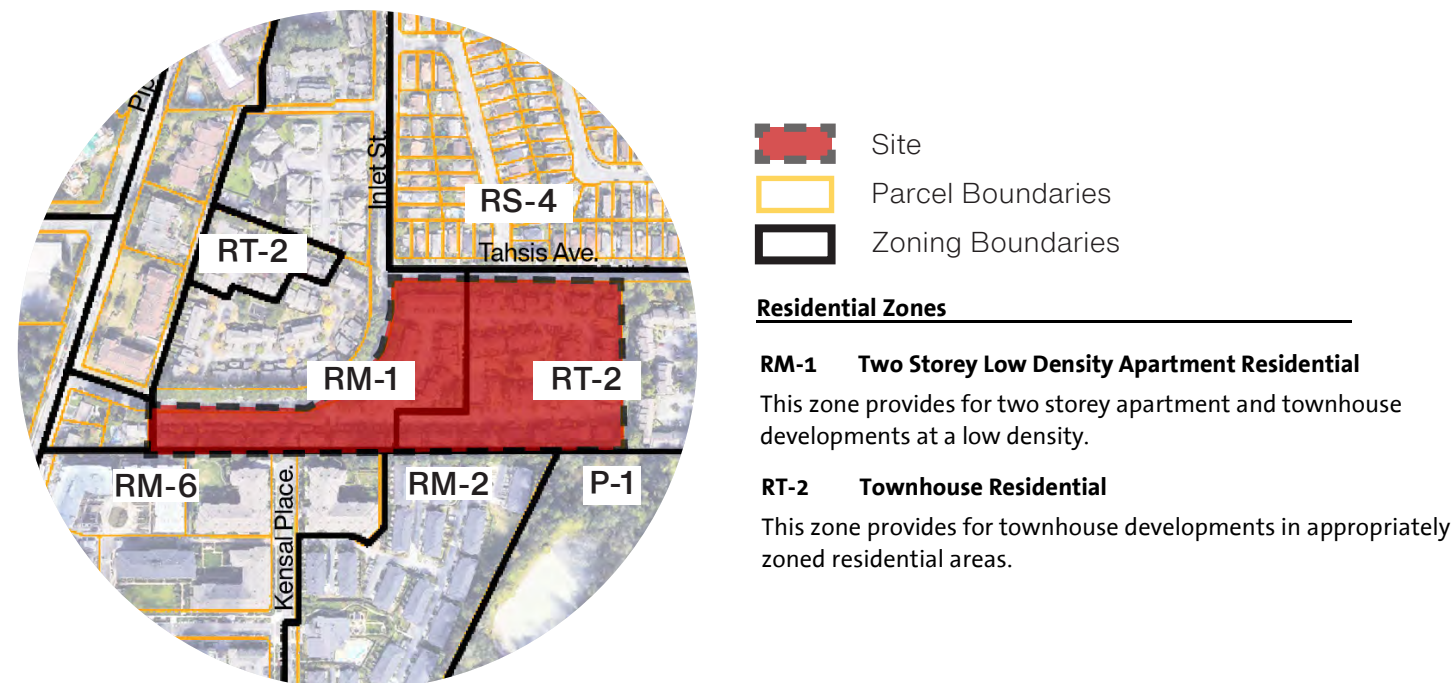 Inlet St.
RS-4
RT-2
Tahsis Ave.
RM-1
RT-2
RM-6
RM-2
P-1
Kensal Place.
Site
Parcel Boundaries
Zoning Boundaries
Residential Zones
RM-1 Two Storey Low Density Apartment Residential
This zone provides for two storey apartment and townhouse
developments at a low density.
RT-2 Townhouse Residential
This zone provides for townhouse developments in appropriately
zoned residential areas.